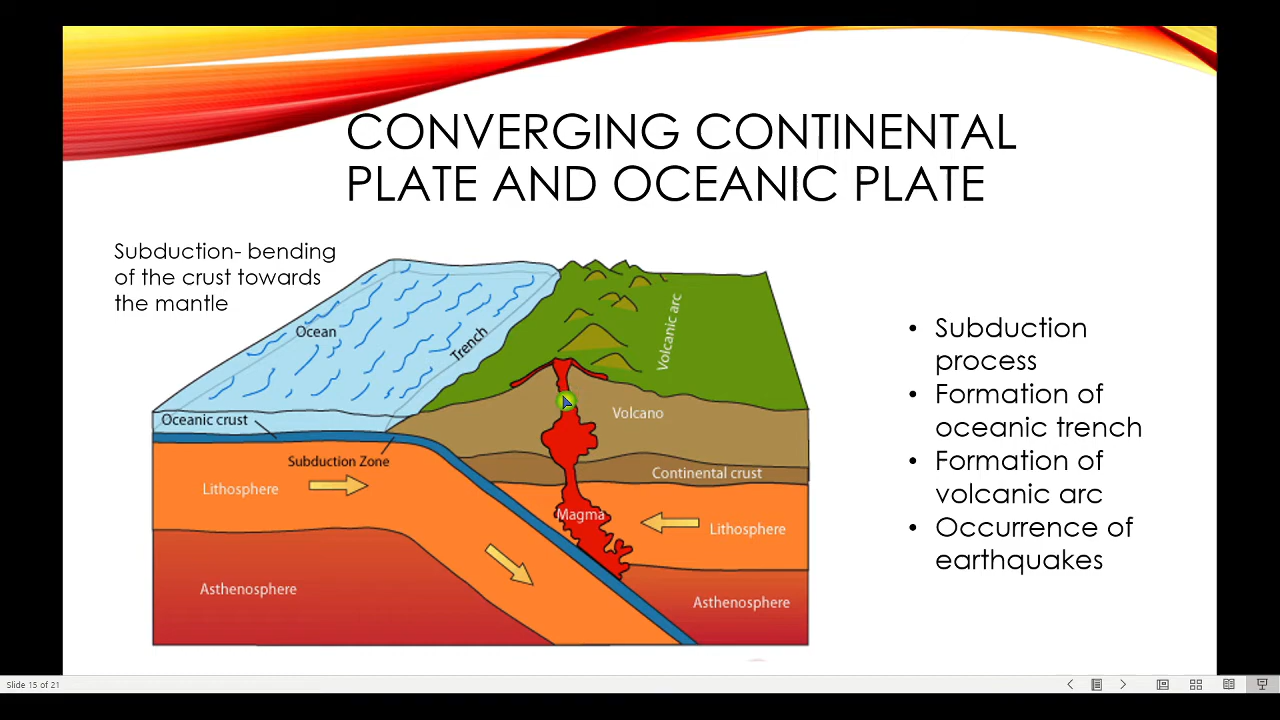 CONVERGING CONTINENTAL
PLATE AND OCEANIC PLATE
Subduction- bending
of the crust towards
the mantle
Ocean
Trench
Volcanic arc
Oceanic crust
Volcano
Subduction Zone
Continental crust
Lithosphere
Magma
Lithosphere
Asthenosphere
Asthenosphere
• Subduction
process
• Formation of
oceanic trench
• Formation of
volcanic arc
• Occurrence of
earthquakes
Slide 15 of 21